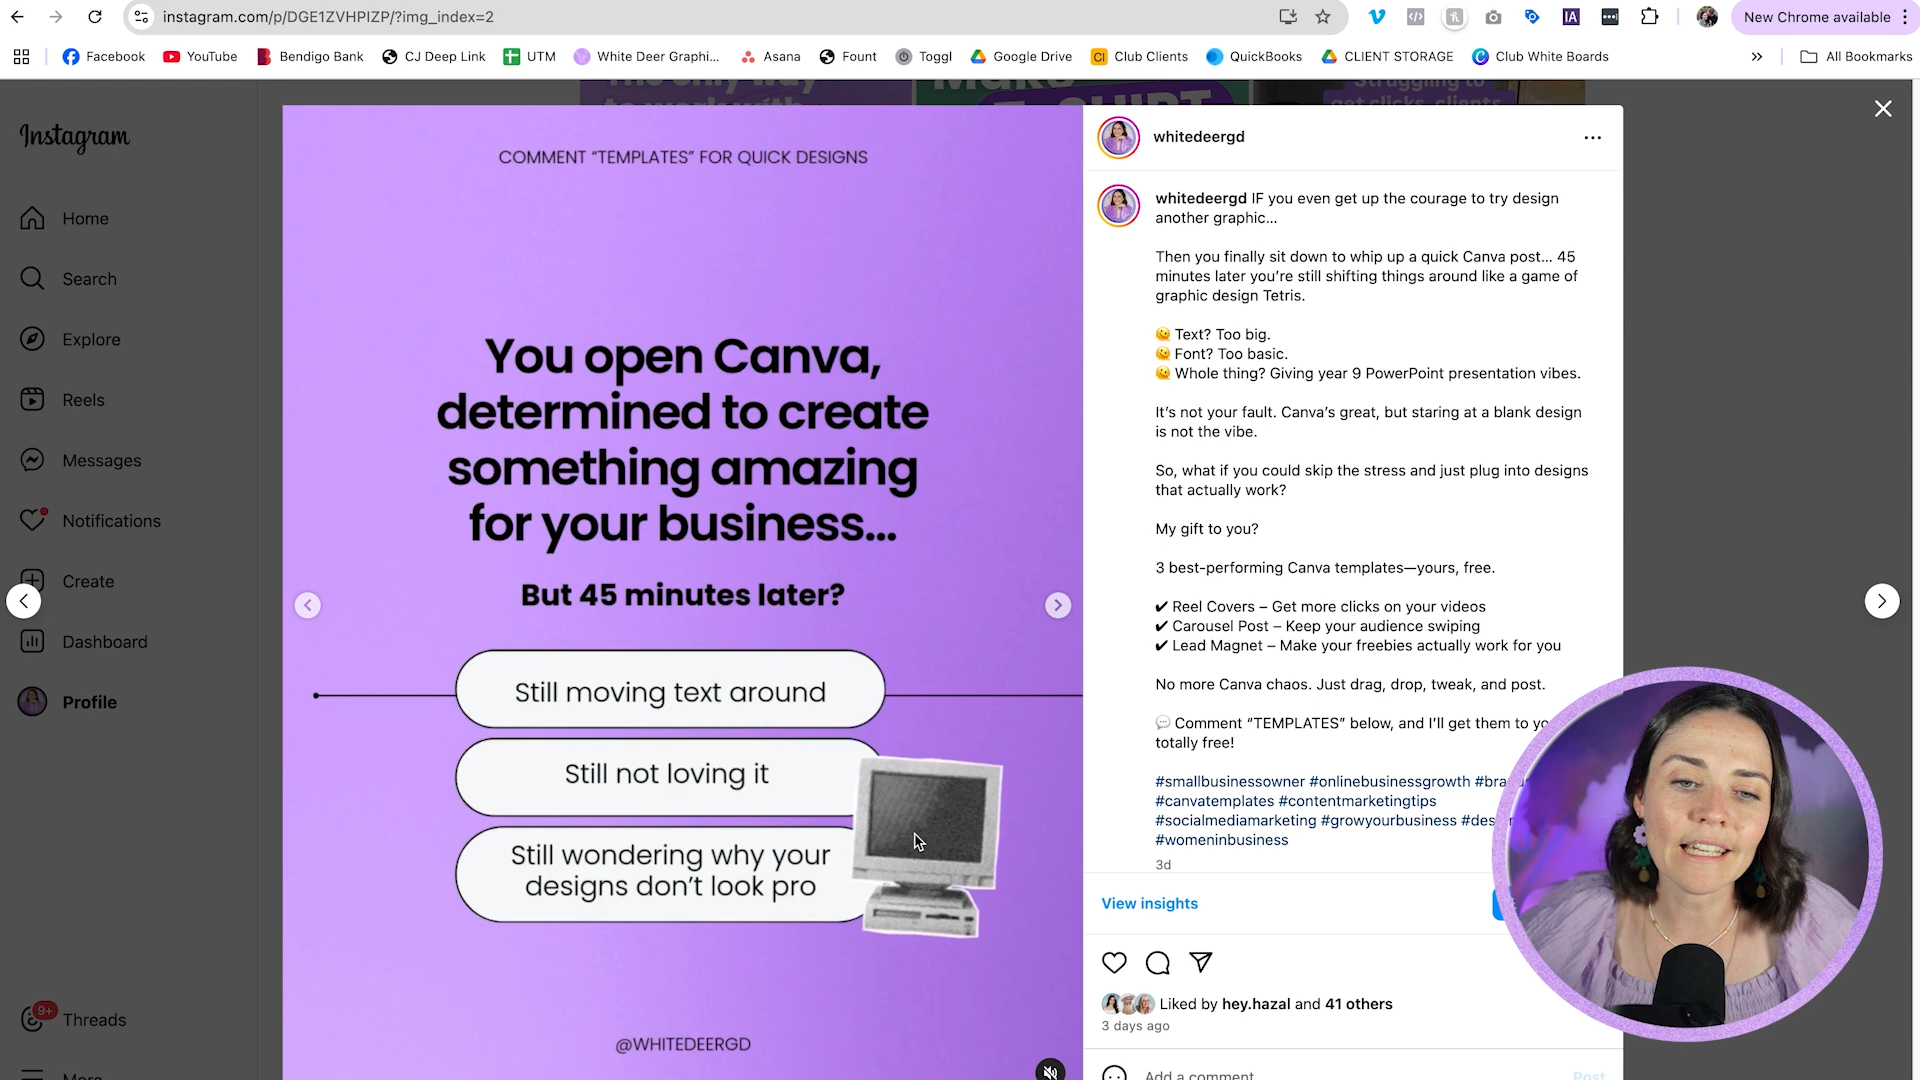 instagram.com/p/DGE1ZVHPIZP/?img_index=2
New Chrome available
Facebook
YouTube
Bendigo Bank
CJ Deep Link
UTM
White Deer Graphi...
Asana
Fount
Toggl
Google Drive
Club Clients
QuickBooks
CLIENT STORAGE
Club White Boards
All Bookmarks
Instagram
Home
Search
Explore
Reels
Messages
Notifications
Create
Dashboard
Profile
9+
Threads
More
COMMENT “TEMPLATES” FOR QUICK DESIGNS
You open Canva,
determined to create
something amazing
for your business...
But 45 minutes later?
Still moving text around
Still not loving it
Still wondering why your
designs don’t look pro
@WHITEDEERGD
whitedeergd
whitedeergd IF you even get up the courage to try design
another graphic...
Then you finally sit down to whip up a quick Canva post... 45
minutes later you’re still shifting things around like a game of
graphic design Tetris.
🫠 Text? Too big.
🫠 Font? Too basic.
🫠 Whole thing? Giving year 9 PowerPoint presentation vibes.
It’s not your fault. Canva’s great, but staring at a blank design
is not the vibe.
So, what if you could skip the stress and just plug into designs
that actually work?
My gift to you?
3 best-performing Canva templates—yours, free.
✔ Reel Covers – Get more clicks on your videos
✔ Carousel Post – Keep your audience swiping
✔ Lead Magnet – Make your freebies actually work for you
No more Canva chaos. Just drag, drop, tweak, and post.
💬 Comment “TEMPLATES” below, and I’ll get them to
totally free!
#smallbusinessowner #onlinebusinessgrowth
#canvatemplates #contentmarketingtips
#socialmediamarketing #growyourbusiness
#womeninbusiness
3d
View insights
Liked by hey.hazal and 41 others
3 days ago
Add a comment
Post